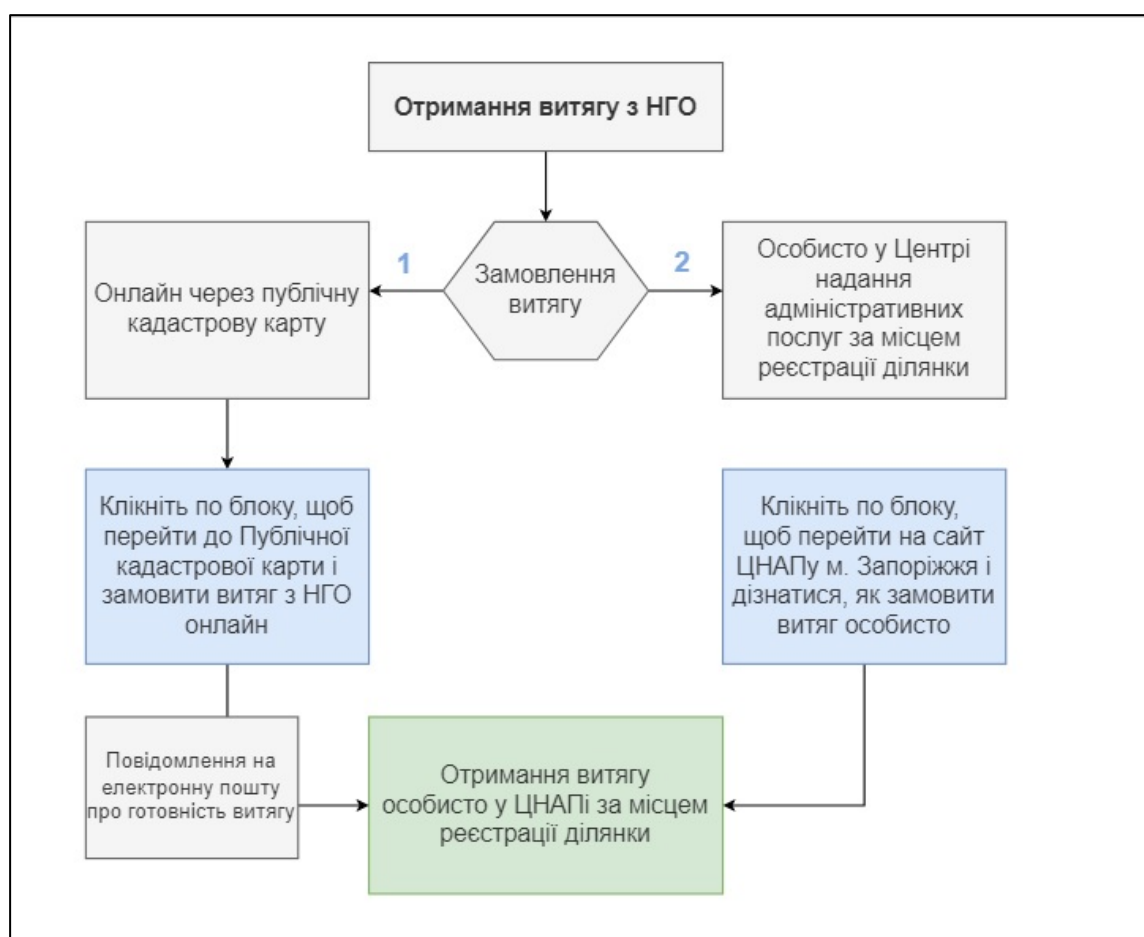 Отримання витягу з НГО
1
2
Замовлення
витягу
Онлайн через публічну
кадастрову карту
Особисто у Центрі
надання
адміністративних
послуг за місцем
реєстрації ділянки
Клікніть по блоку, щоб
перейти до Публічної
кадастрової карти і
замовити витяг з НГО
онлайн
Клікніть по блоку,
щоб перейти на сайт
ЦНАПу м. Запоріжжя і
дізнатися, як замовити
витяг особисто
Повідомлення на
електронну пошту
про готовність витягу
Отримання витягу
особисто у ЦНАПі за місцем
реєстрації ділянки